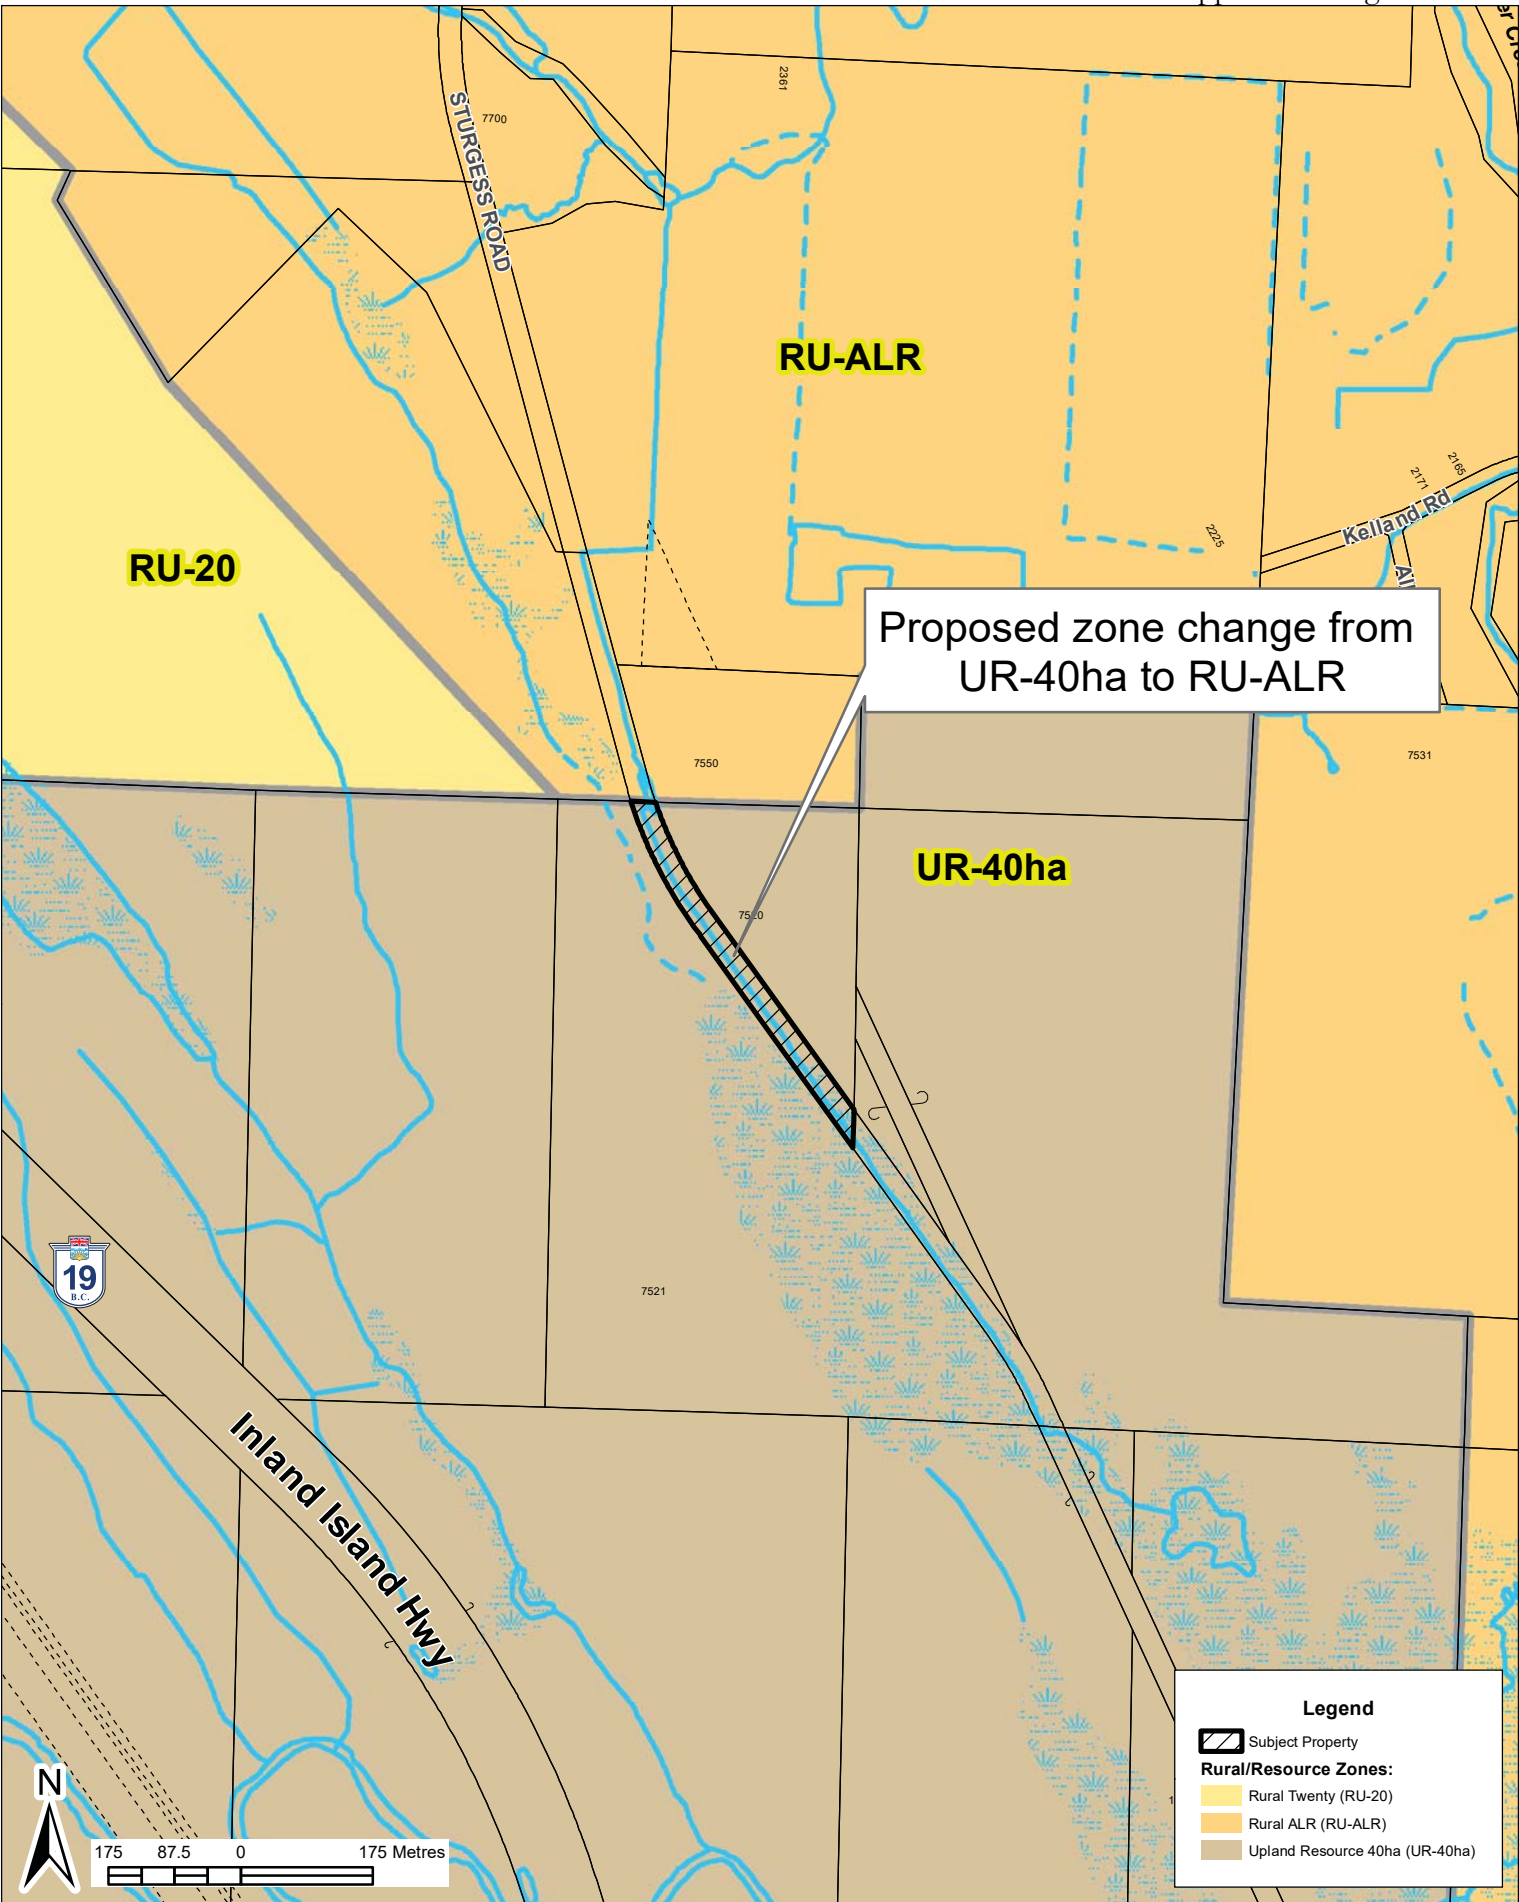 STURGESS ROAD
7700
2361
RU-ALR
2165
2171
Kelland Rd
2225
RU-20
Proposed zone change from
UR-40ha to RU-ALR
7550
7531
UR-40ha
7521
19
B.C.
Inland Island Hwy
Legend
Subject Property
Rural/Resource Zones:
Rural Twenty (RU-20)
Rural ALR (RU-ALR)
Upland Resource 40ha (UR-40ha)
N
175 87.5 0 175 Metres